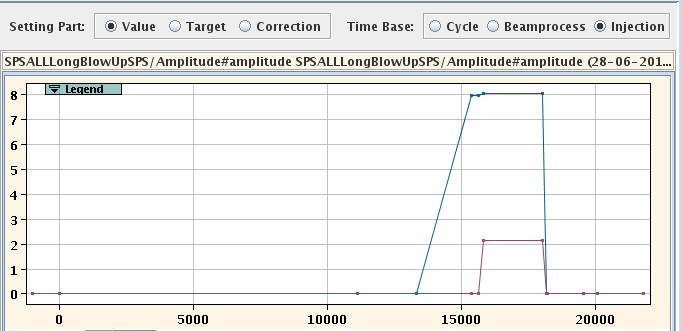 Setting Part: Value Target Correction Time Base: Cycle Beamprocess Injection
SPSALLLongBlowUpSPS/Amplitude#amplitude SPSALLLongBlowUpSPS/Amplitude#amplitude (28-06-201...
Legend
8
7
6
5
4
3
2
1
0
0 5000 10000 15000 20000